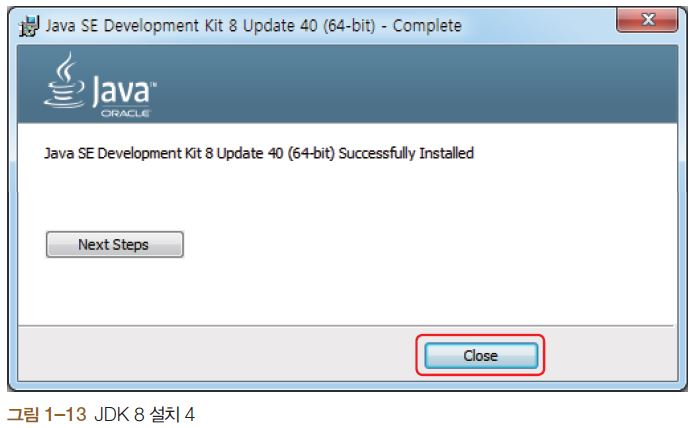 Java SE Development Kit 8 Update 40 (64-bit) - Complete
Java™
ORACLE
Java SE Development Kit 8 Update 40 (64-bit) Successfully Installed
Next Steps
Close
그림 1-13 JDK 8 설치 4